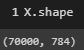 1 X.shape
(70000, 784)